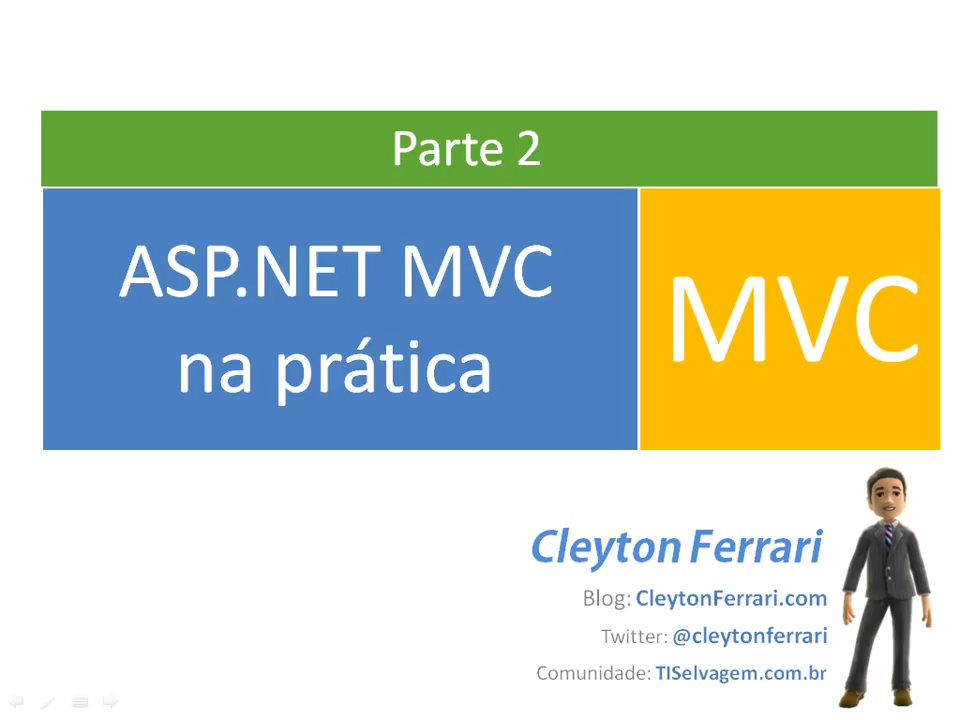 Parte 2
ASP.NET MVC
na prática
MVC
Cleyton Ferrari
Blog: CleytonFerrari.com
Twitter: @cleytonferrari
Comunidade: TISelvagem.com.br